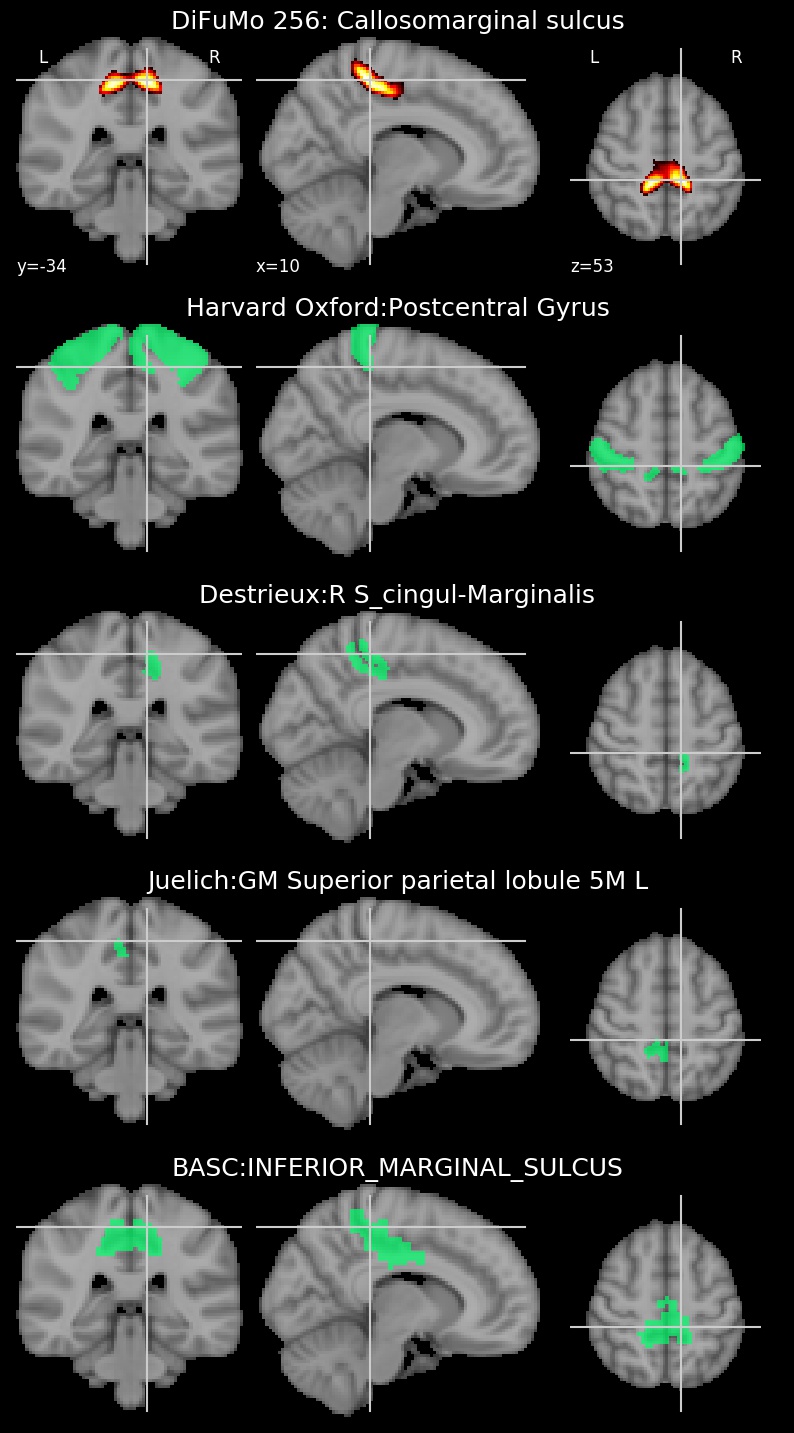 DiFuMo 256: Callosomarginal sulcus
L R L R
y=-34 x=10 z=53
Harvard Oxford:Postcentral Gyrus
Destrieux:R S_cingul-Marginalis
Juelich:GM Superior parietal lobule 5M L
BASC:INFERIOR_MARGINAL_SULCUS